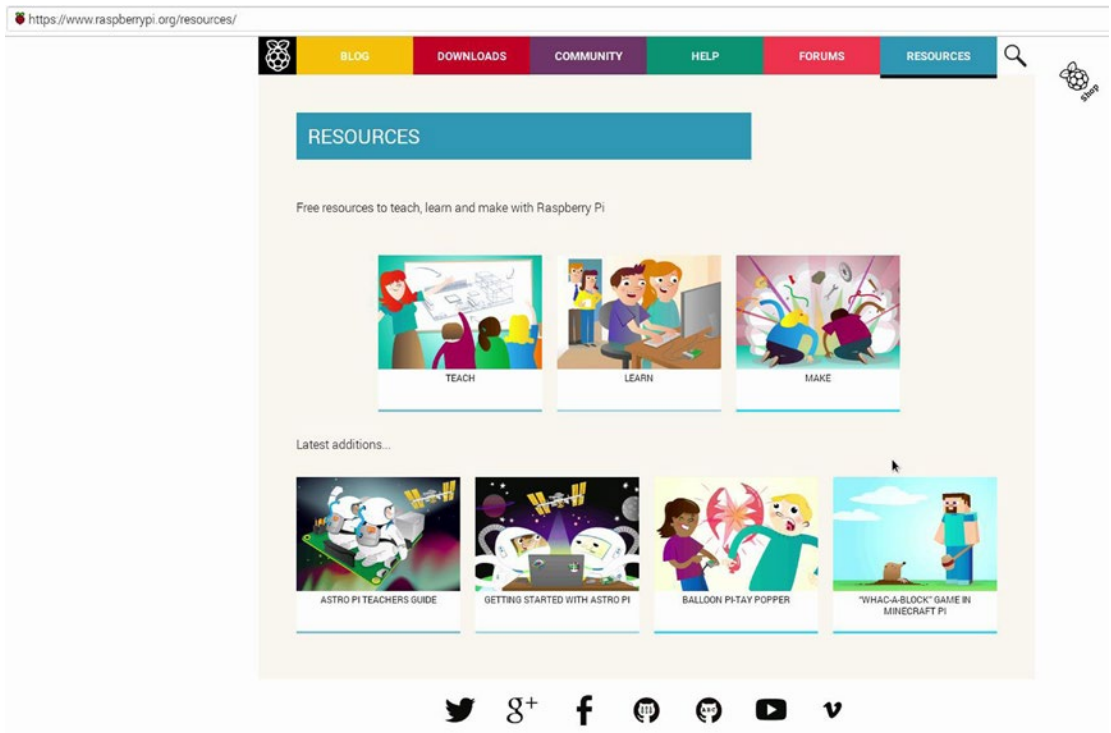 https://www.raspberrypi.org/resources/
BLOG
DOWNLOADS
COMMUNITY
HELP
FORUMS
RESOURCES
shop
RESOURCES
Free resources to teach, learn and make with Raspberry Pi
TEACH
LEARN
MAKE
Latest additions...
ASTRO PI TEACHERS GUIDE
GETTING STARTED WITH ASTRO PI
BALLOON PI-TAY POPPER
"WHAC-A-BLOCK" GAME IN
MINECRAFT PI
g+
f